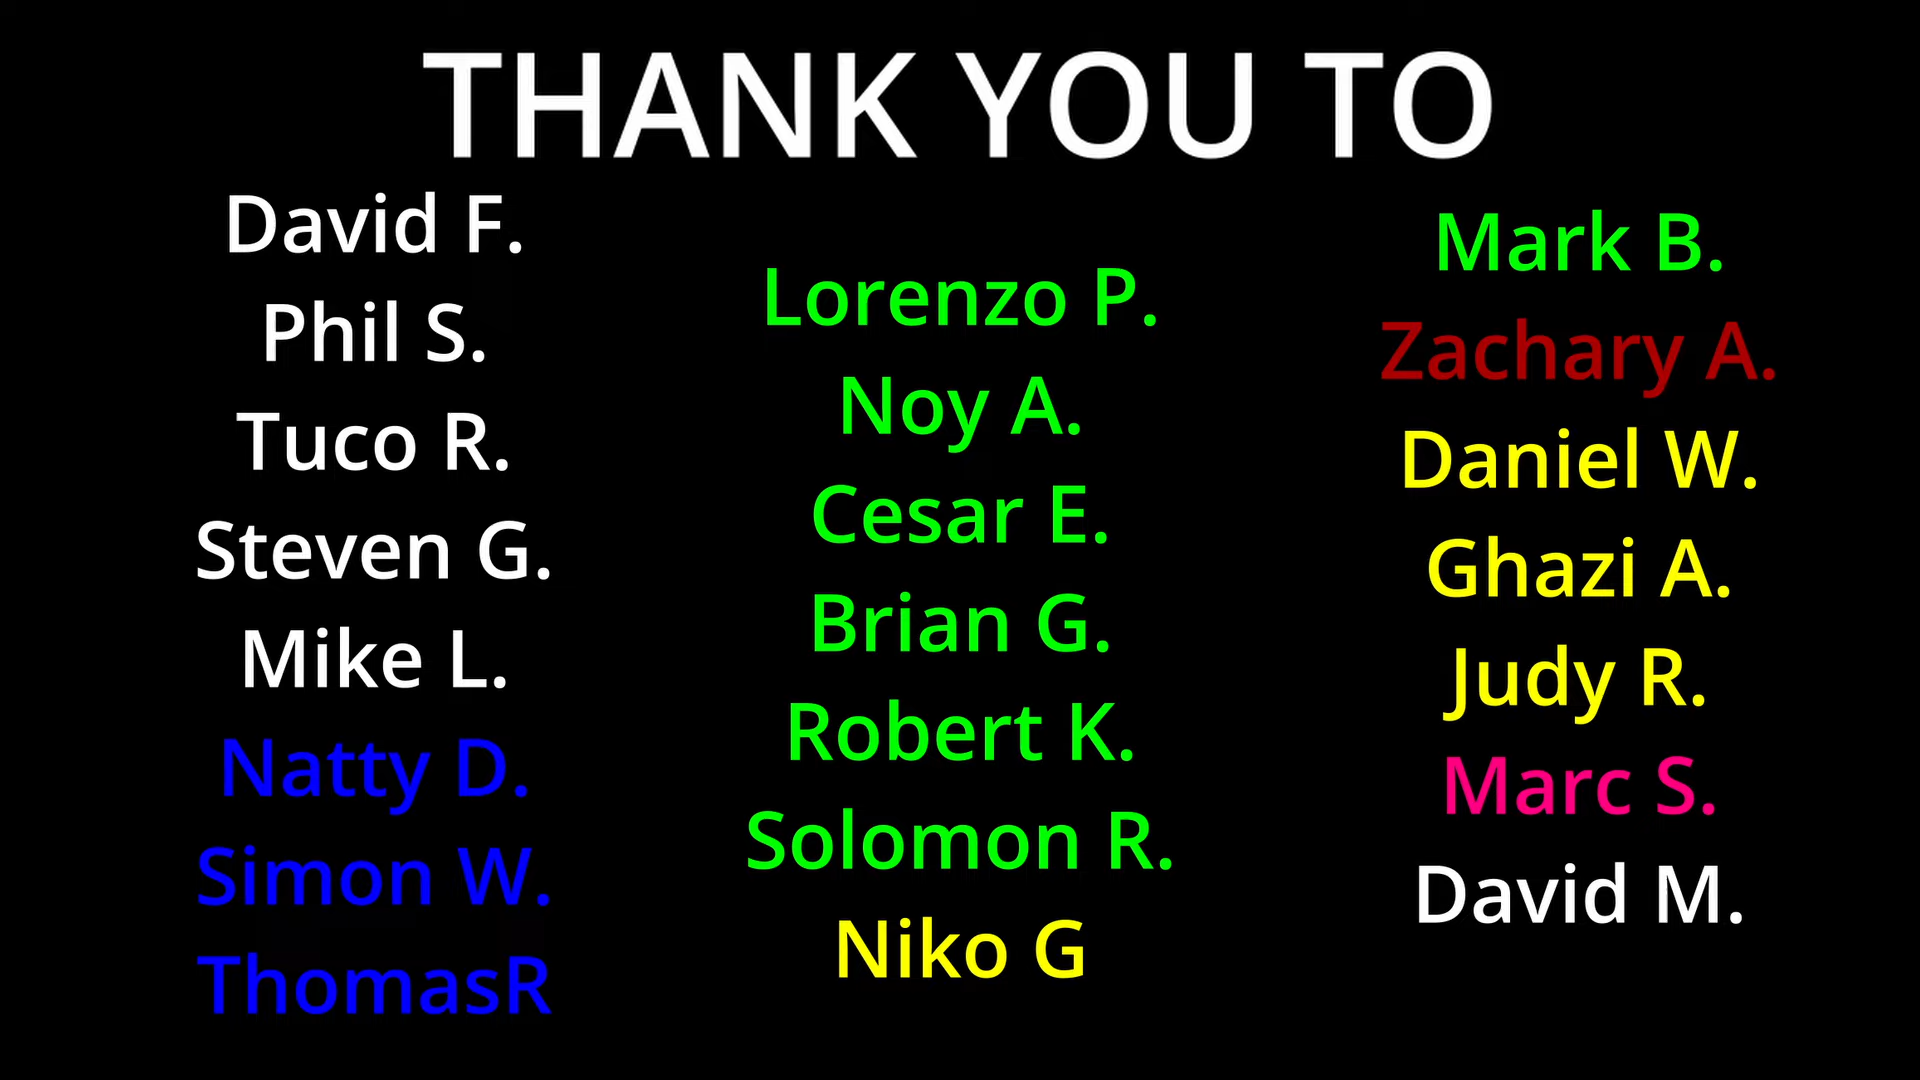 THANK YOU TO
David F.
Phil S.
Tuco R.
Steven G.
Mike L.
Natty D.
Simon W.
ThomasR
Lorenzo P.
Noy A.
Cesar E.
Brian G.
Robert K.
Solomon R.
Niko G
Mark B.
Zachary A.
Daniel W.
Ghazi A.
Judy R.
Marc S.
David M.